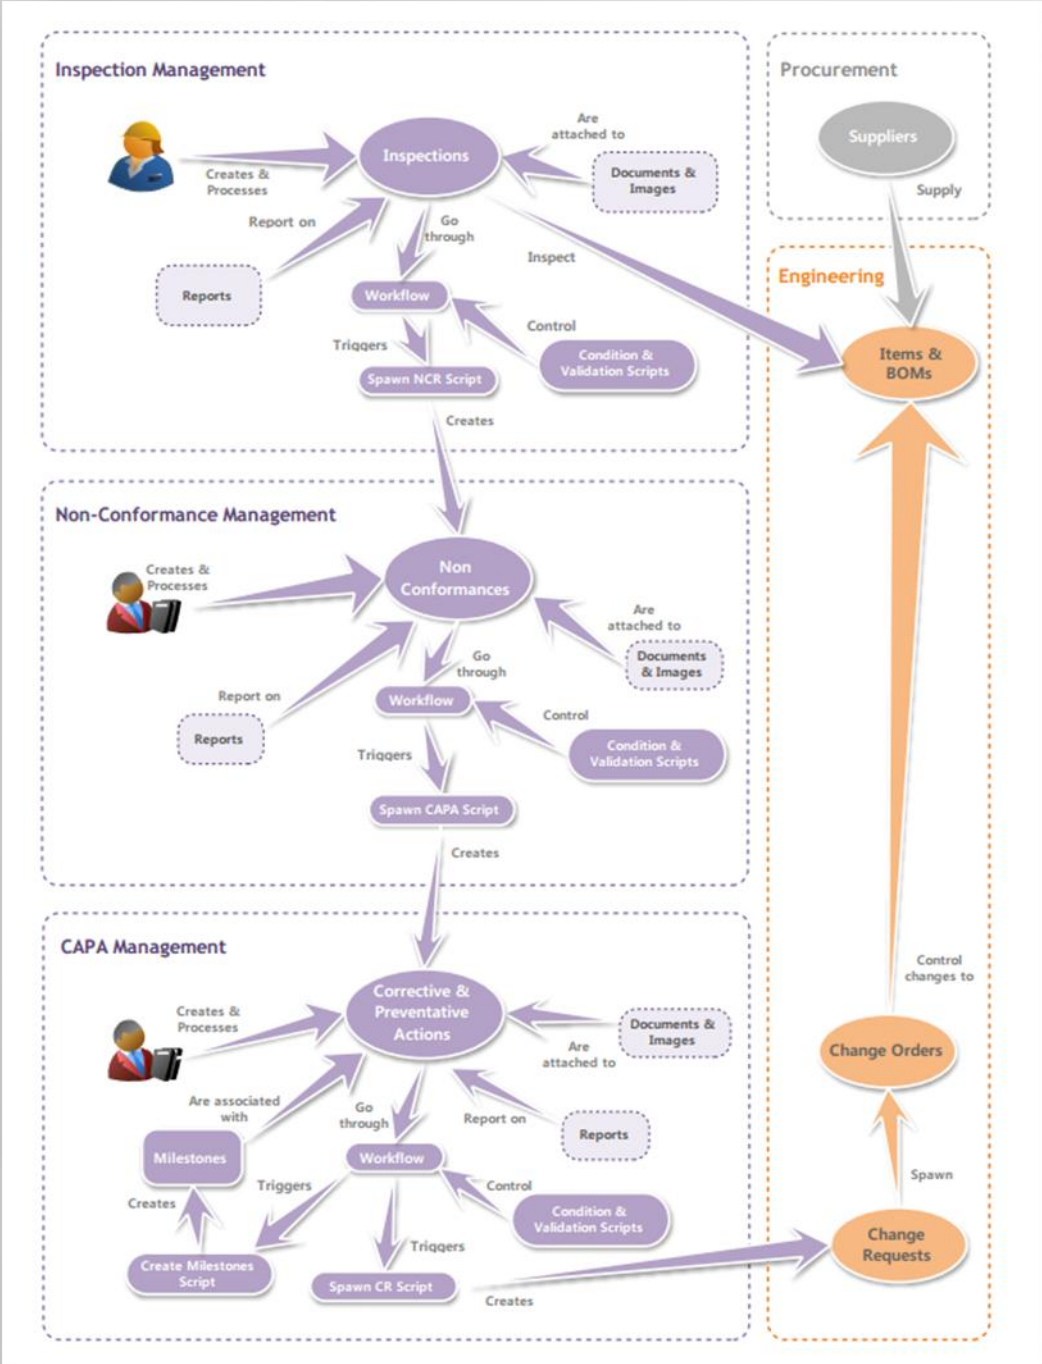 Inspection Management
Are
attached to
Inspections
Documents &
Images
Creates &
Processes
Report on
Go
through
Inspect
Reports
Workflow
Control
Triggers
Condition &
Validation Scripts
Spawn NCR Script
Creates
Procurement
Suppliers
Supply
Engineering
Items &
BOMs
Non-Conformance Management
Creates &
Processes
Non
Conformances
Are
attached to
Documents
& Images
Go
through
Report on
Workflow
Control
Reports
Triggers
Condition &
Validation Scripts
Spawn CAPA Script
Creates
CAPA Management
Creates &
Processes
Corrective &
Preventative
Actions
Documents &
Images
Are
attached to
Are associated
with
Go
through
Report on
Reports
Milestones
Workflow
Triggers
Control
Creates
Condition &
Validation Scripts
Triggers
Create Milestones
Script
Spawn CR Script
Creates
Control
changes to
Change Orders
Spawn
Change
Requests